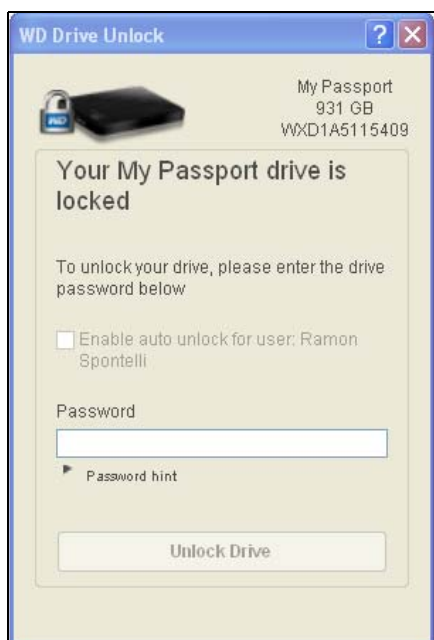 WD Drive Unlock
?
My Passport
931 GB
WXD1A5115409
WD
Your My Passport drive is
locked
To unlock your drive, please enter the drive
password below
Enable auto unlock for user: Ramon
Spontelli
Password
Password hint
Unlock Drive